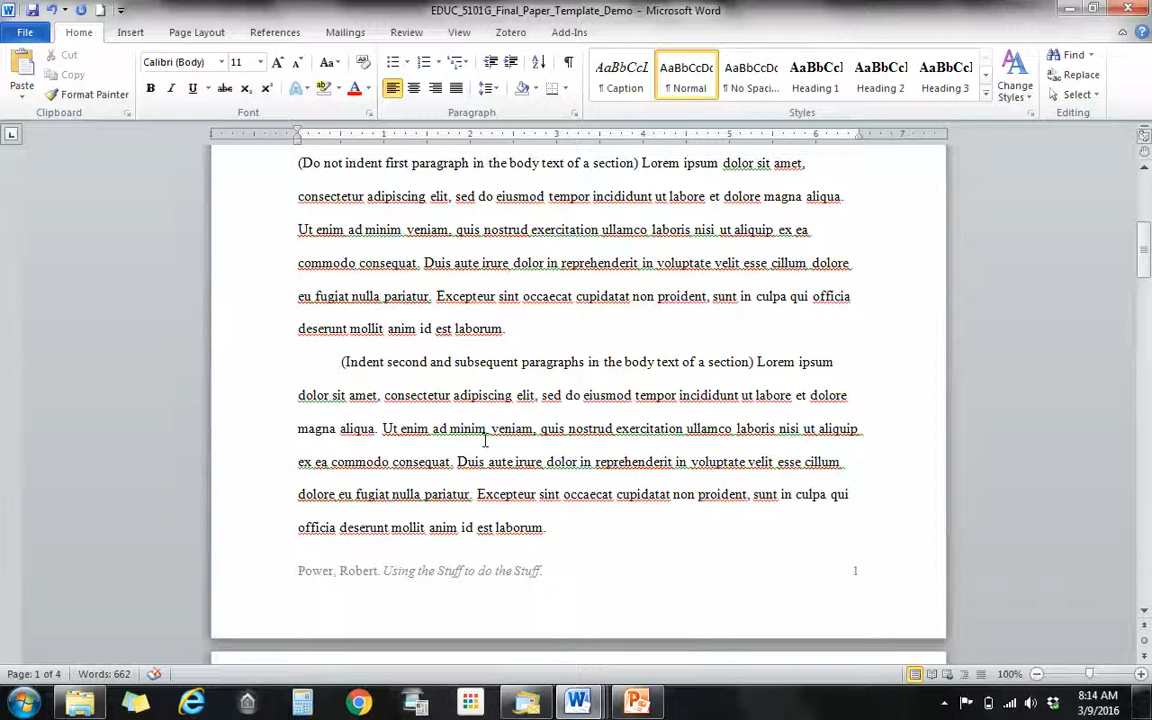 EDUC_5101G_Final_Paper_Template_Demo - Microsoft Word
File Home Insert Page Layout References Mailings Review View Zotero Add-Ins
Paste
Cut
Copy
Format Painter
Clipboard
Calibri (Body) 11
Font
Paragraph
AaBbCcL AaBbCcDc AaBbCcDc AaBbCc AaBbCc AaBbCc
¶ Caption ¶ Normal ¶ No Spaci... Heading 1 Heading 2 Heading 3
Change Styles
Styles
Find
Replace
Select
Editing
1 1 2 3 4 5 6 7
(Do not indent first paragraph in the body text of a section) Lorem ipsum dolor sit amet,
consectetur adipiscing elit, sed do eiusmod tempor incididunt ut labore et dolore magna aliqua.
Ut enim ad minim veniam, quis nostrud exercitation ullamco laboris nisi ut aliquip ex ea
commodo consequat. Duis aute irure dolor in reprehenderit in voluptate velit esse cillum dolore
eu fugiat nulla pariatur. Excepteur sint occaecat cupidatat non proident, sunt in culpa qui officia
deserunt mollit anim id est laborum.
(Indent second and subsequent paragraphs in the body text of a section) Lorem ipsum
dolor sit amet, consectetur adipiscing elit, sed do eiusmod tempor incididunt ut labore et dolore
magna aliqua. Ut enim ad minim veniam, quis nostrud exercitation ullamco laboris nisi ut aliquip
ex ea commodo consequat. Duis aute irure dolor in reprehenderit in voluptate velit esse cillum
dolore eu fugiat nulla pariatur. Excepteur sint occaecat cupidatat non proident, sunt in culpa qui
officia deserunt mollit anim id est laborum.
Power, Robert. Using the Stuff to do the Stuff. 1
Page: 1 of 4 Words: 662 100%
8:14 AM
3/9/2016